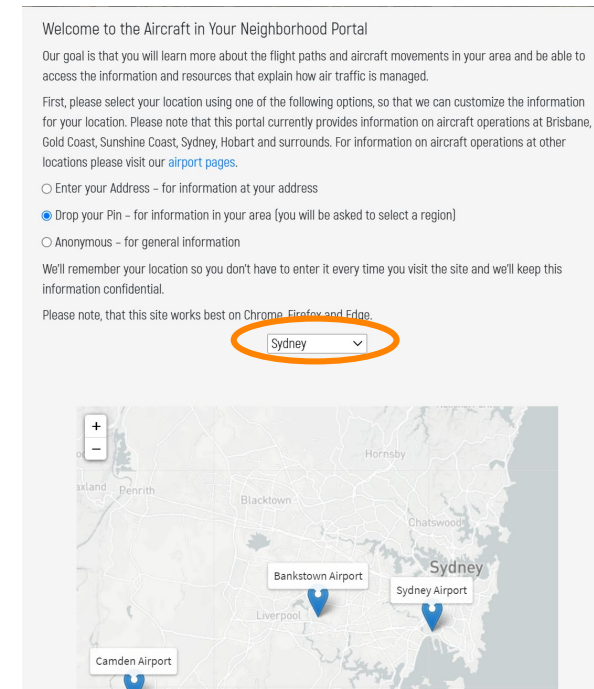 Welcome to the Aircraft in Your Neighborhood Portal
Our goal is that you will learn more about the flight paths and aircraft movements in your area and be able to
access the information and resources that explain how air traffic is managed.
First, please select your location using one of the following options, so that we can customize the information
for your location. Please note that this portal currently provides information on aircraft operations at Brisbane,
Gold Coast, Sunshine Coast, Sydney, Hobart and surrounds. For information on aircraft operations at other
locations please visit our airport pages.
Enter your Address – for information at your address
Drop your Pin – for information in your area (you will be asked to select a region)
Anonymous – for general information
We'll remember your location so you don't have to enter it every time you visit the site and we'll keep this
information confidential.
Please note, that this site works best on Chrome, Firefox and Edge.
Sydney
+
−
Hornsby
Penrith
Blacktown
Chatswood
Sydney
Bankstown Airport
Sydney Airport
Liverpool
Camden Airport